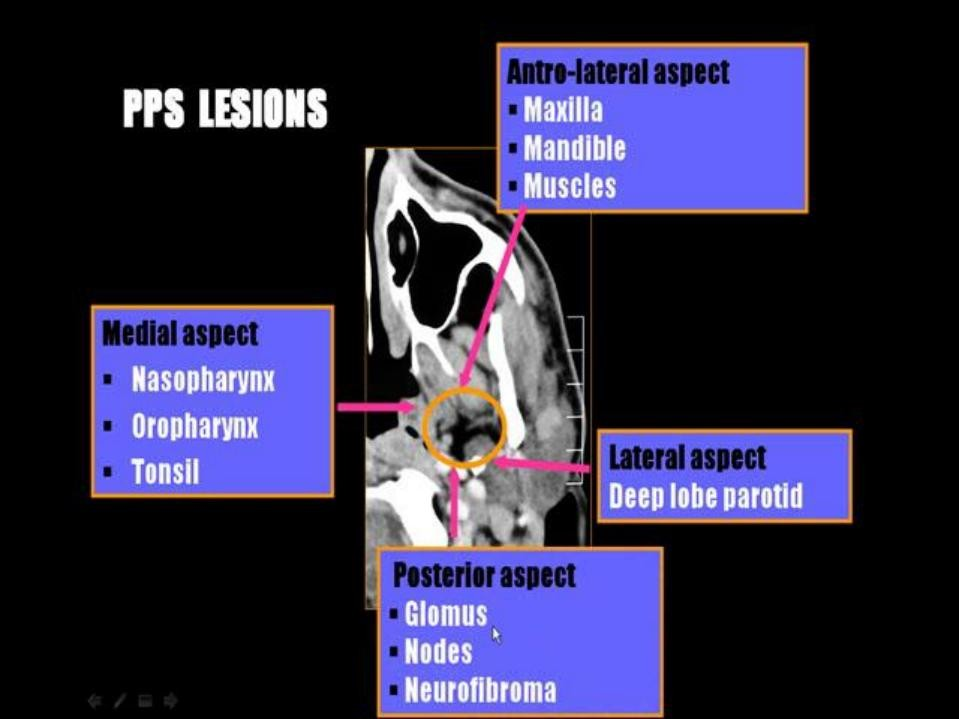 PPS LESIONS
Antro-lateral aspect
▪ Maxilla
▪ Mandible
▪ Muscles
Medial aspect
▪ Nasopharynx
▪ Oropharynx
▪ Tonsil
Lateral aspect
Deep lobe parotid
Posterior aspect
▪ Glomus
▪ Nodes
▪ Neurofibroma